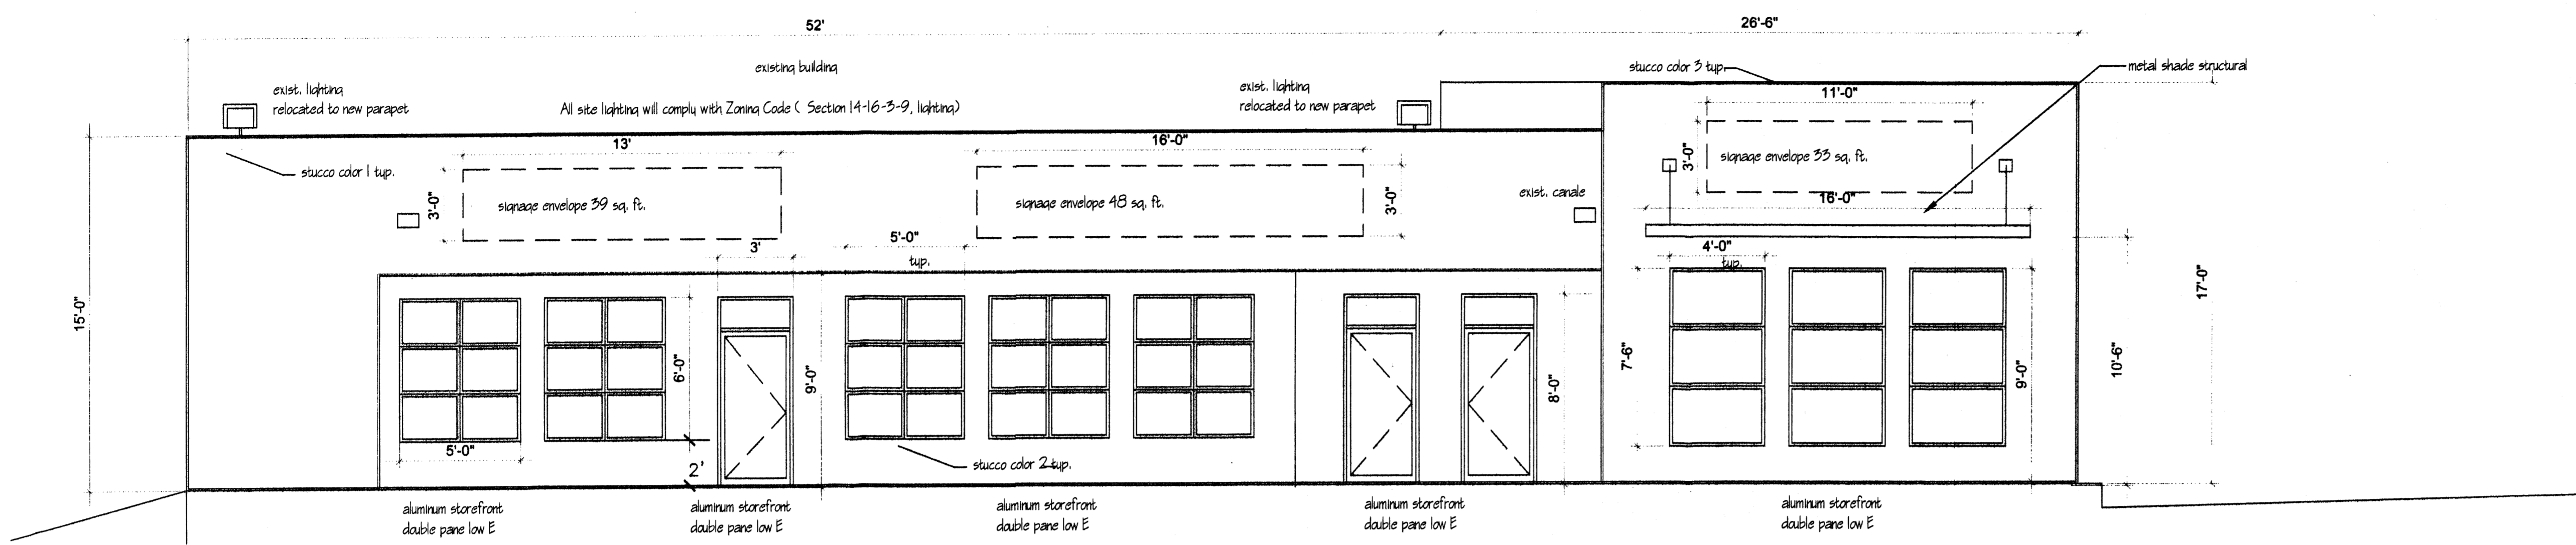 52'
26'-6"
existing building
stucco color 3 typ.
metal shade structural
exist. lighting
relocated to new parapet
All site lighting will comply with Zoning Code ( Section 14-16-3-9, lighting)
exist. lighting
relocated to new parapet
11'-0"
13'
16'-0"
stucco color 1 typ.
3'-0"
signage envelope 39 sq. ft.
signage envelope 48 sq. ft.
3'-0"
exist. canale
3'-0"
signage envelope 33 sq. ft.
16'-0"
3'
5'-0"
typ.
4'-0"
typ.
15'-0"
6'-0"
9'-0"
8'-0"
7'-6"
9'-0"
10'-6"
17'-0"
5'-0"
2'
stucco color 2 typ.
aluminum storefront
double pane low E
aluminum storefront
double pane low E
aluminum storefront
double pane low E
aluminum storefront
double pane low E
aluminum storefront
double pane low E